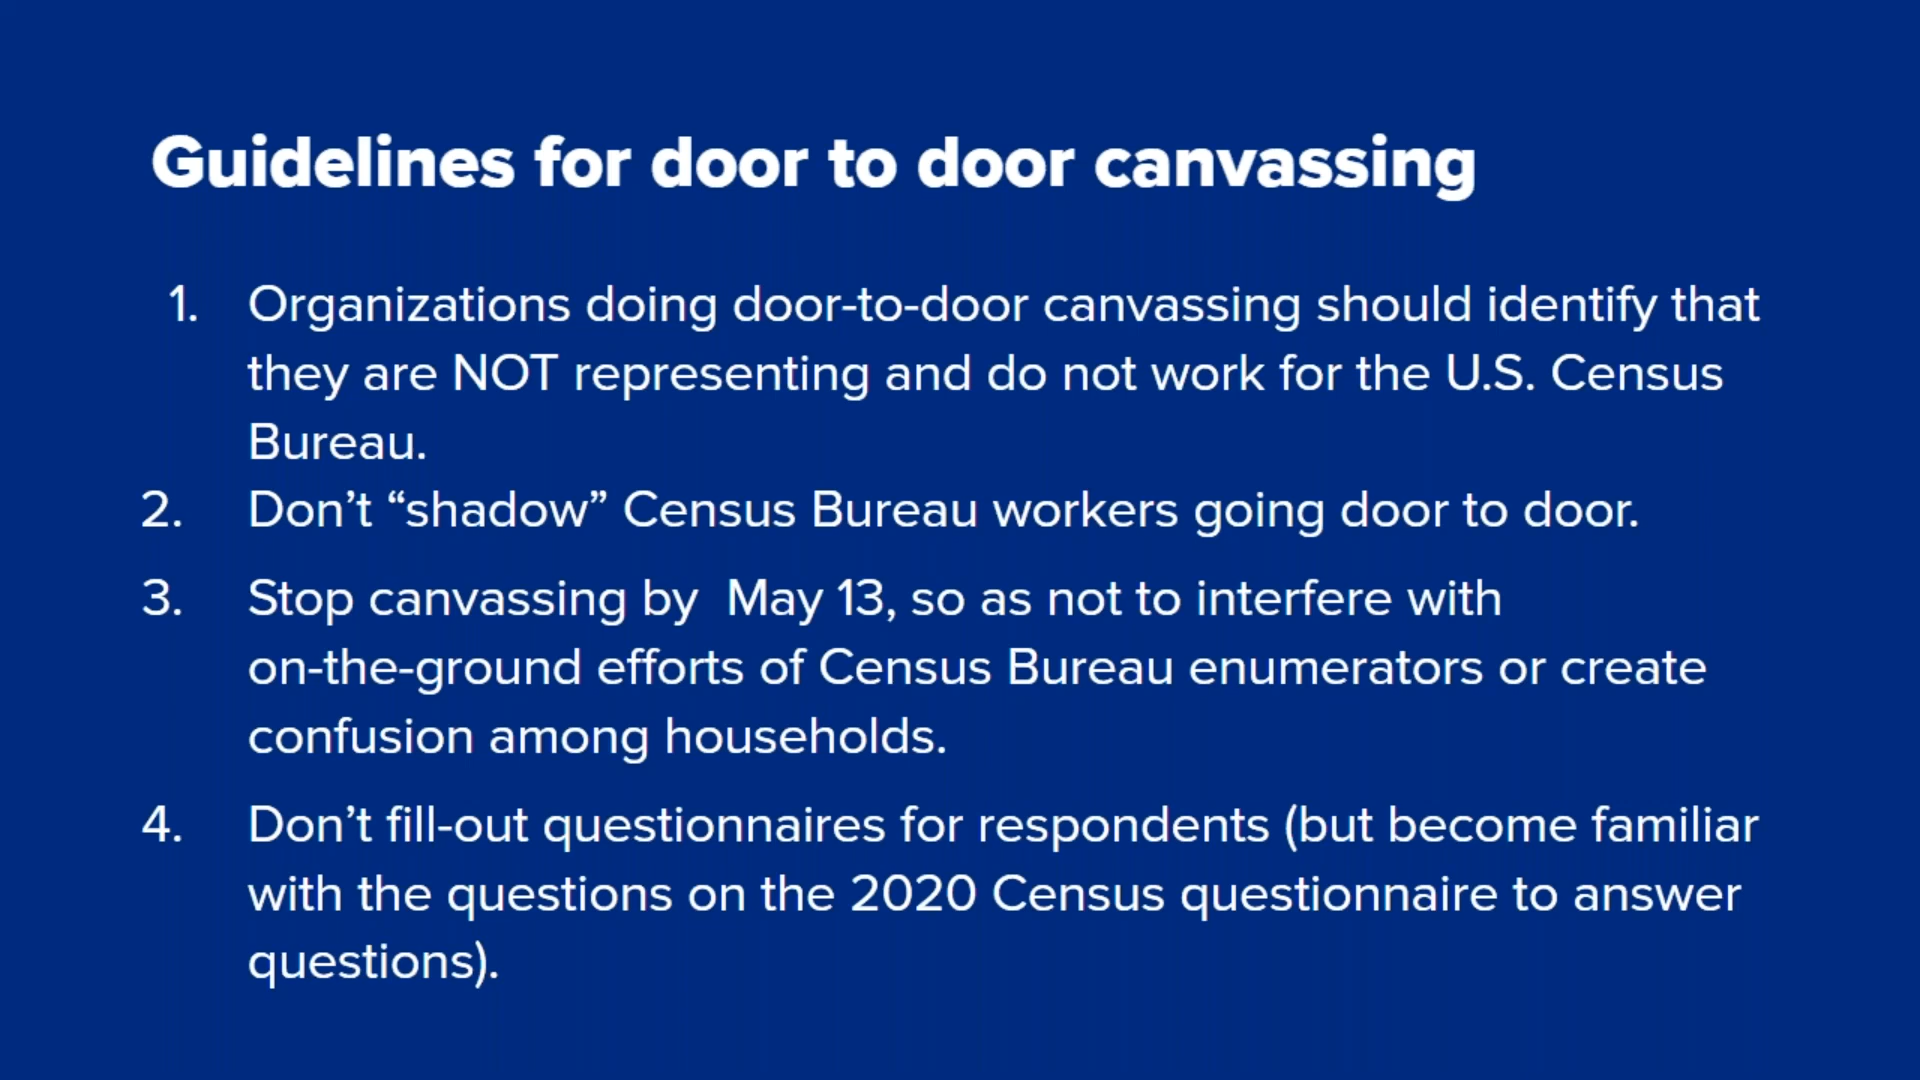 Guidelines for door to door canvassing
1. Organizations doing door-to-door canvassing should identify that
they are NOT representing and do not work for the U.S. Census
Bureau.
2. Don’t “shadow” Census Bureau workers going door to door.
3. Stop canvassing by  May 13, so as not to interfere with
on-the-ground efforts of Census Bureau enumerators or create
confusion among households.
4. Don’t fill-out questionnaires for respondents (but become familiar
with the questions on the 2020 Census questionnaire to answer
questions).